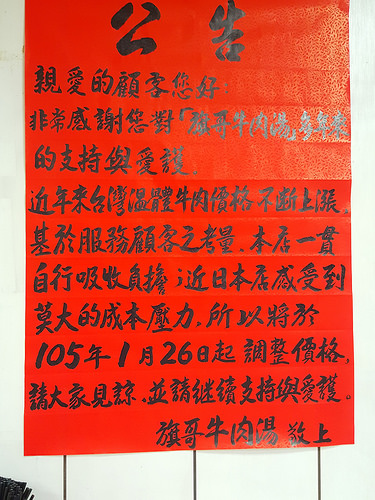 公告
親愛的顧客您好:
非常感謝您對「旗哥牛肉湯」多年來
的支持與愛護.
近年來台灣溫體牛肉價格不斷上漲.
基於服務顧客之考量.本店一貫
自行吸收負擔;近日本店感受到
莫大的成本壓力.所以將於
105年1月26日起 調整價格.
請大家見諒.並請繼續支持與愛護。
旗哥牛肉湯 敬上